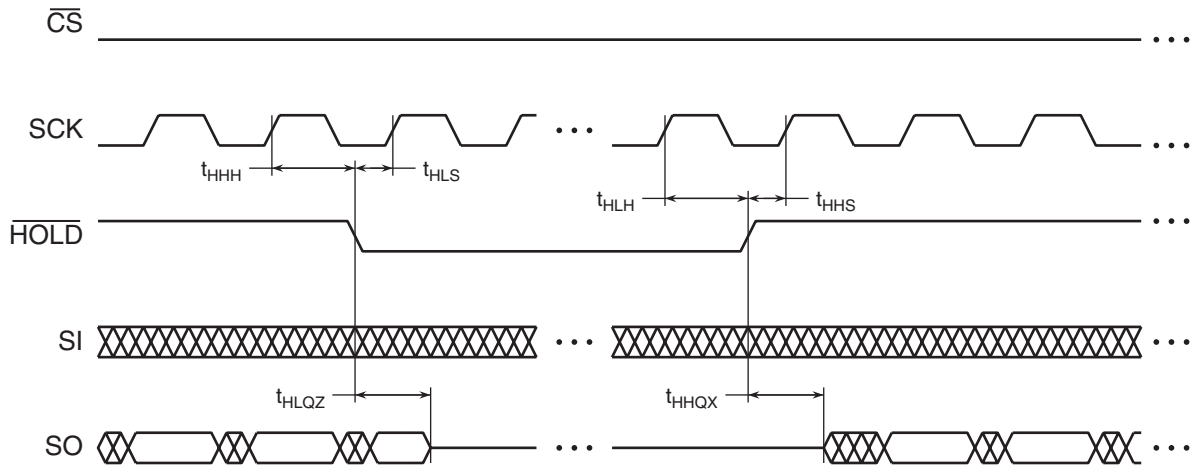 CS
SCK
tHHH
tHLS
tHLH
tHHS
HOLD
SI
tHLQZ
tHHQX
SO